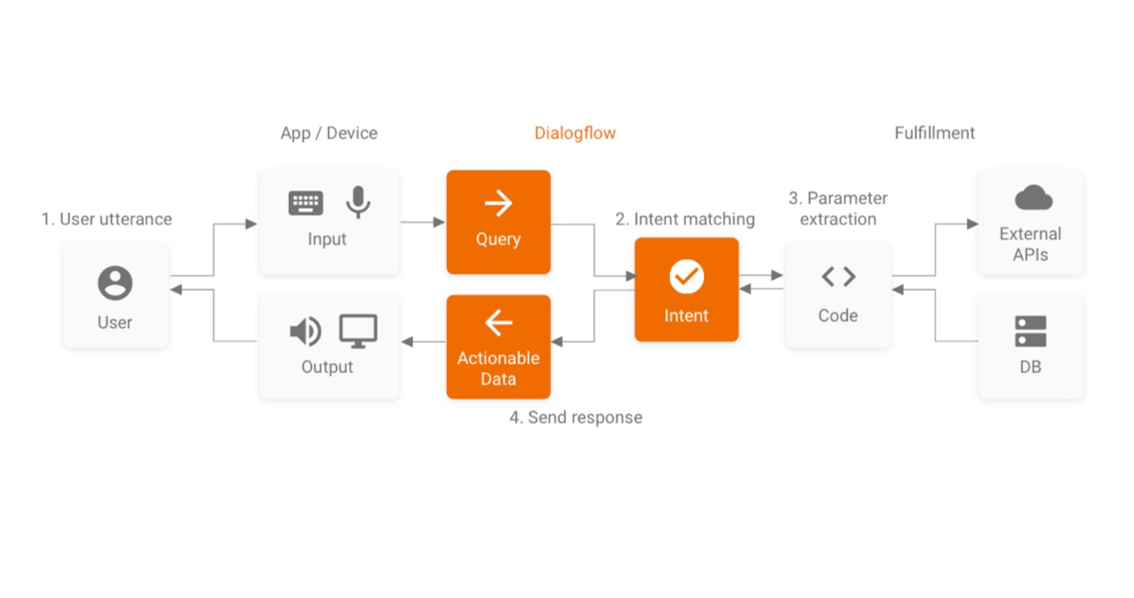 App / Device
Dialogflow
Fulfillment
1. User utterance
User
Input
Query
2. Intent matching
Intent
3. Parameter
extraction
Code
External
APIs
DB
Output
Actionable
Data
4. Send response